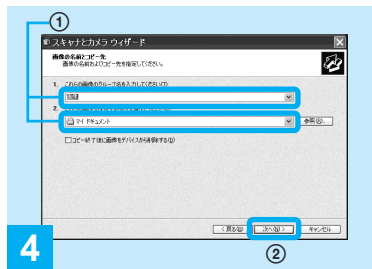 ①
スキャナとカメラ ウィザード
画像の名前とコピー先
画像の名前およびコピー先を指定してください。
1. これらの画像のグループ名を入力してください(T):
2.
マイ ドキュメント
参照(R)...
コピー終了後に画像をデバイスから削除する(D)
< 戻る(B)
次へ(N) >
キャンセル
4
②